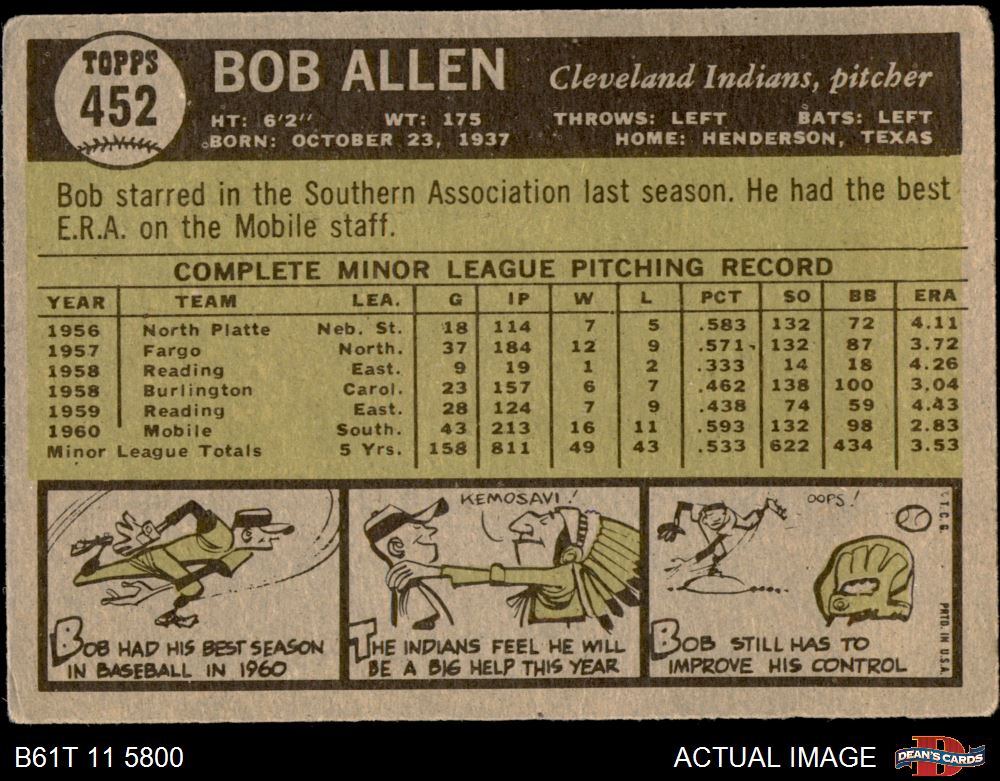 TOPPS
452
BOB ALLEN
Cleveland Indians, pitcher
HT: 6'2" WT: 175 THROWS: LEFT BATS: LEFT
BORN: OCTOBER 23, 1937 HOME: HENDERSON, TEXAS
Bob starred in the Southern Association last season. He had the best
E.R.A. on the Mobile staff.
COMPLETE MINOR LEAGUE PITCHING RECORD
YEAR TEAM LEA. G IP W L PCT SO BB ERA
1956 North Platte Neb. St. 18 114 7 5 .583 132 72 4.11
1957 Fargo North. 37 184 12 9 .571 132 87 3.72
1958 Reading East. 9 19 1 2 .333 14 18 4.26
1958 Burlington Carol. 23 157 6 7 .462 138 100 3.04
1959 Reading East. 28 124 7 9 .438 74 59 4.43
1960 Mobile South. 43 213 16 11 .593 132 98 2.83
Minor League Totals 5 Yrs. 158 811 49 43 .533 622 434 3.53
BOB HAD HIS BEST SEASON
IN BASEBALL IN 1960
KEMOSAVI!
THE INDIANS FEEL HE WILL
BE A BIG HELP THIS YEAR
OOPS!
BOB STILL HAS TO
IMPROVE HIS CONTROL
T.C.G.
PRTD. IN U.S.A.
B61T 11 5800
ACTUAL IMAGE
DEAN'S CARDS